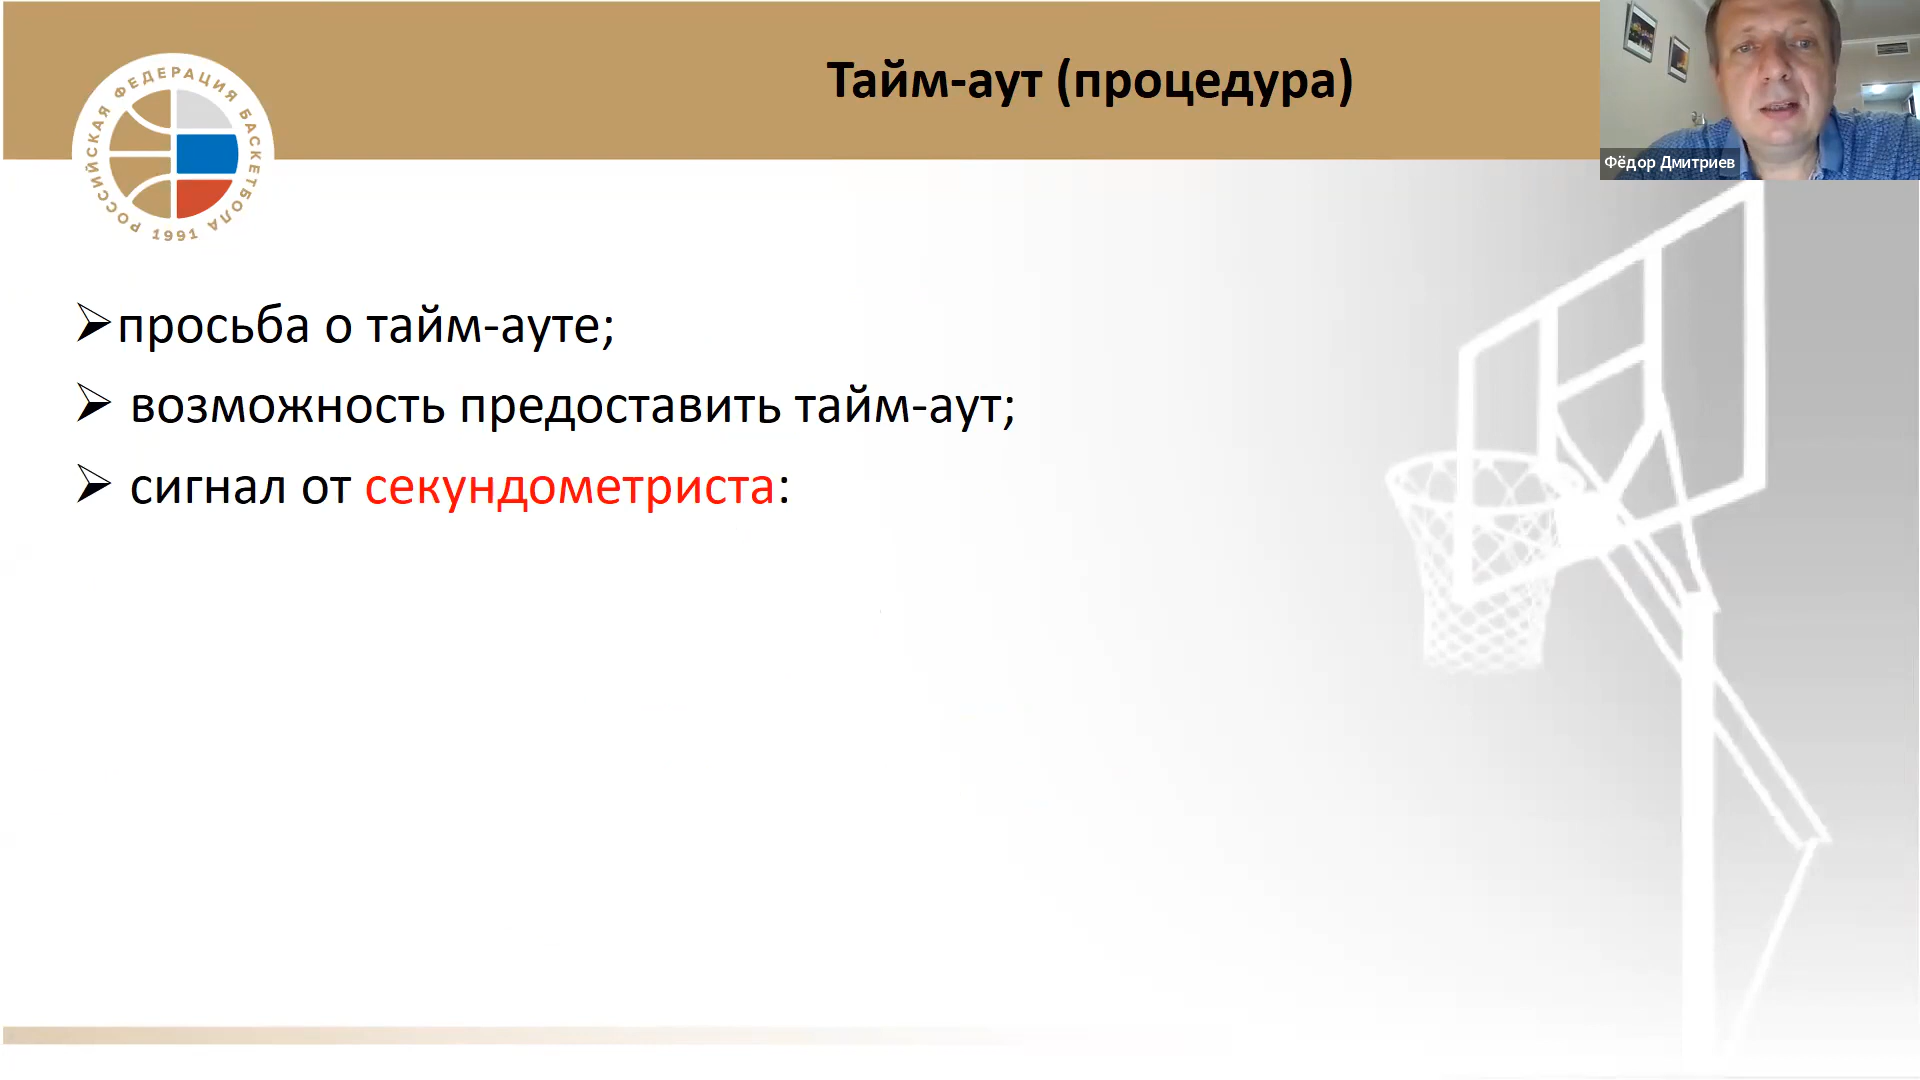 Тайм-аут (процедура)
РОССИЙСКАЯ ФЕДЕРАЦИЯ БАСКЕТБОЛА
1991
Фёдор Дмитриев
просьба о тайм-ауте;
возможность предоставить тайм-аут;
сигнал от секундометриста: